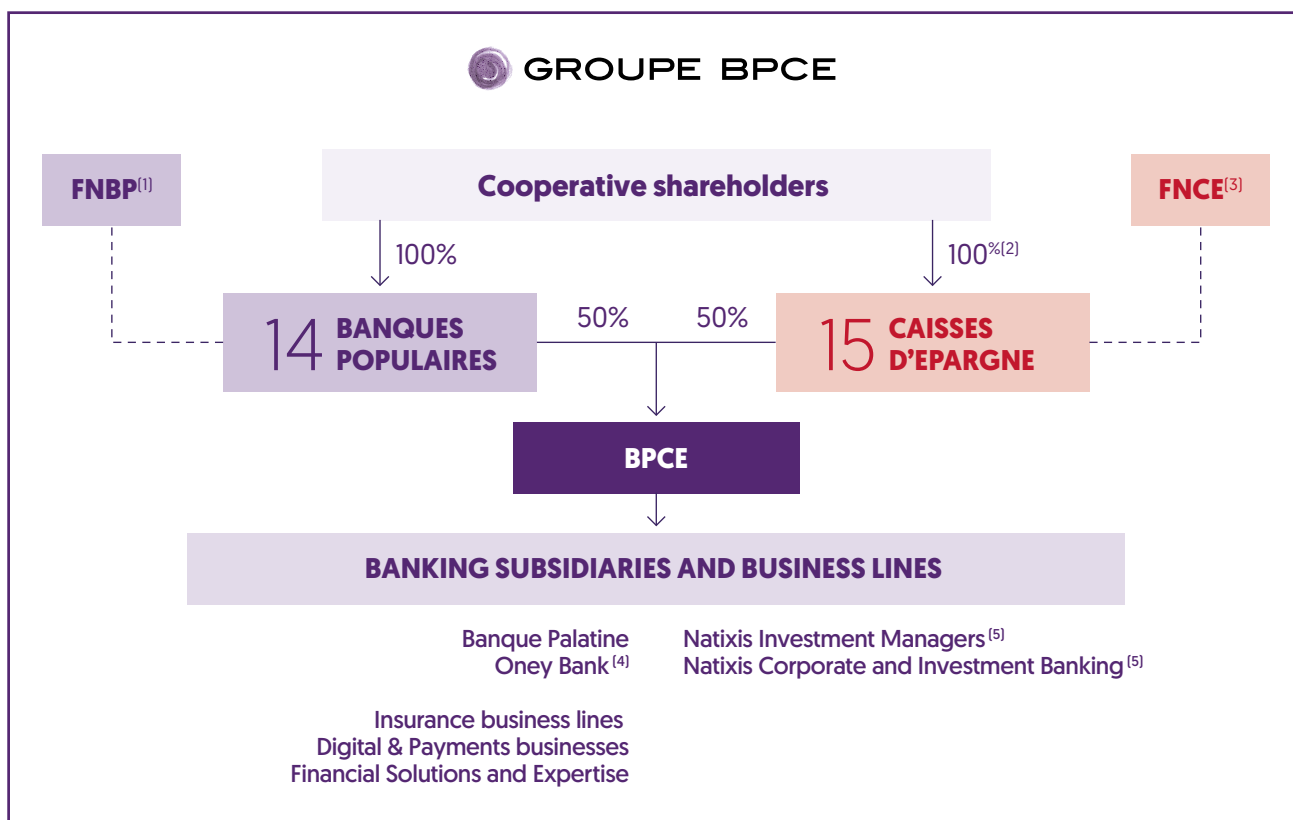 GROUPE BPCE
FNBP(1)
Cooperative shareholders
FNCE(3)
100%
100%(2)
14 BANQUES
POPULAIRES
50%
50%
15 CAISSES
D’EPARGNE
BPCE
BANKING SUBSIDIARIES AND BUSINESS LINES
Banque Palatine
Oney Bank(4)
Natixis Investment Managers(5)
Natixis Corporate and Investment Banking(5)
Insurance business lines
Digital & Payments businesses
Financial Solutions and Expertise